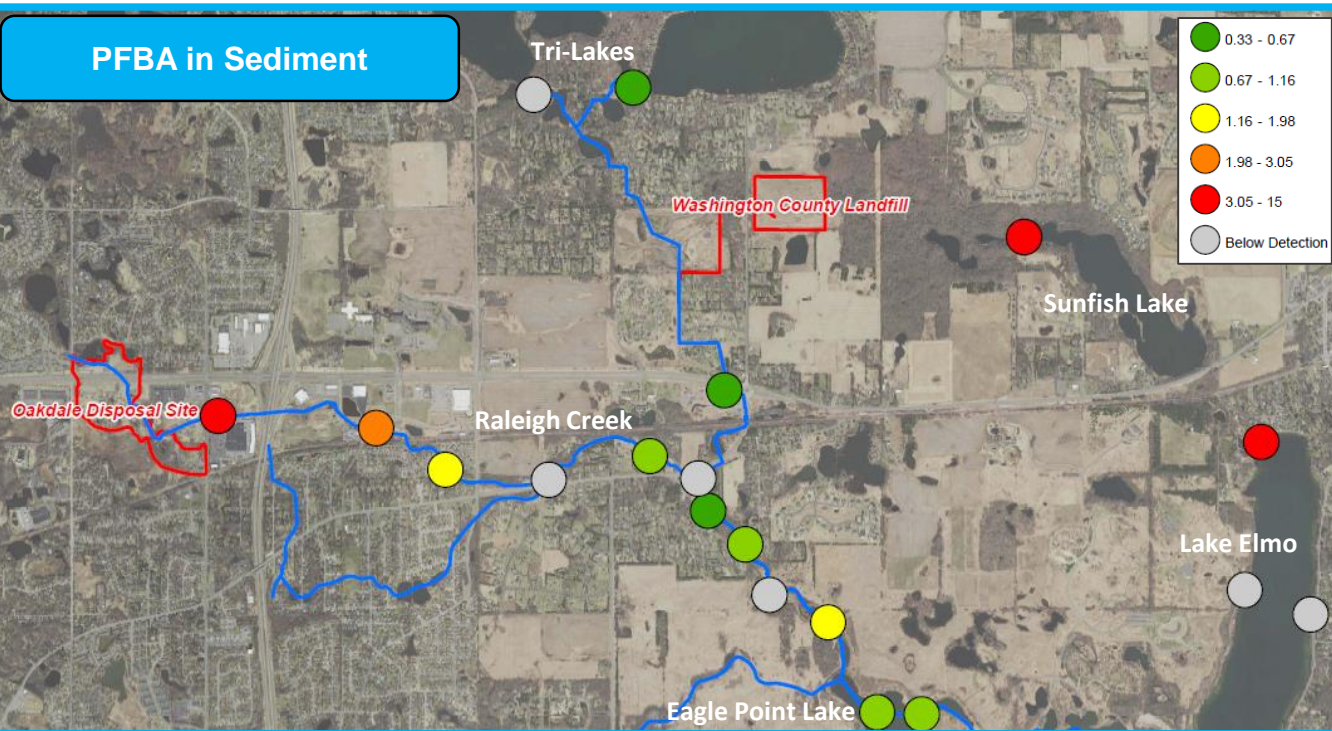 PFBA in Sediment
Tri-Lakes
0.33 - 0.67
0.67 - 1.16
1.16 - 1.98
1.98 - 3.05
3.05 - 15
Below Detection
Washington County Landfill
Sunfish Lake
Oakdale Disposal Site
Raleigh Creek
Lake Elmo
Eagle Point Lake